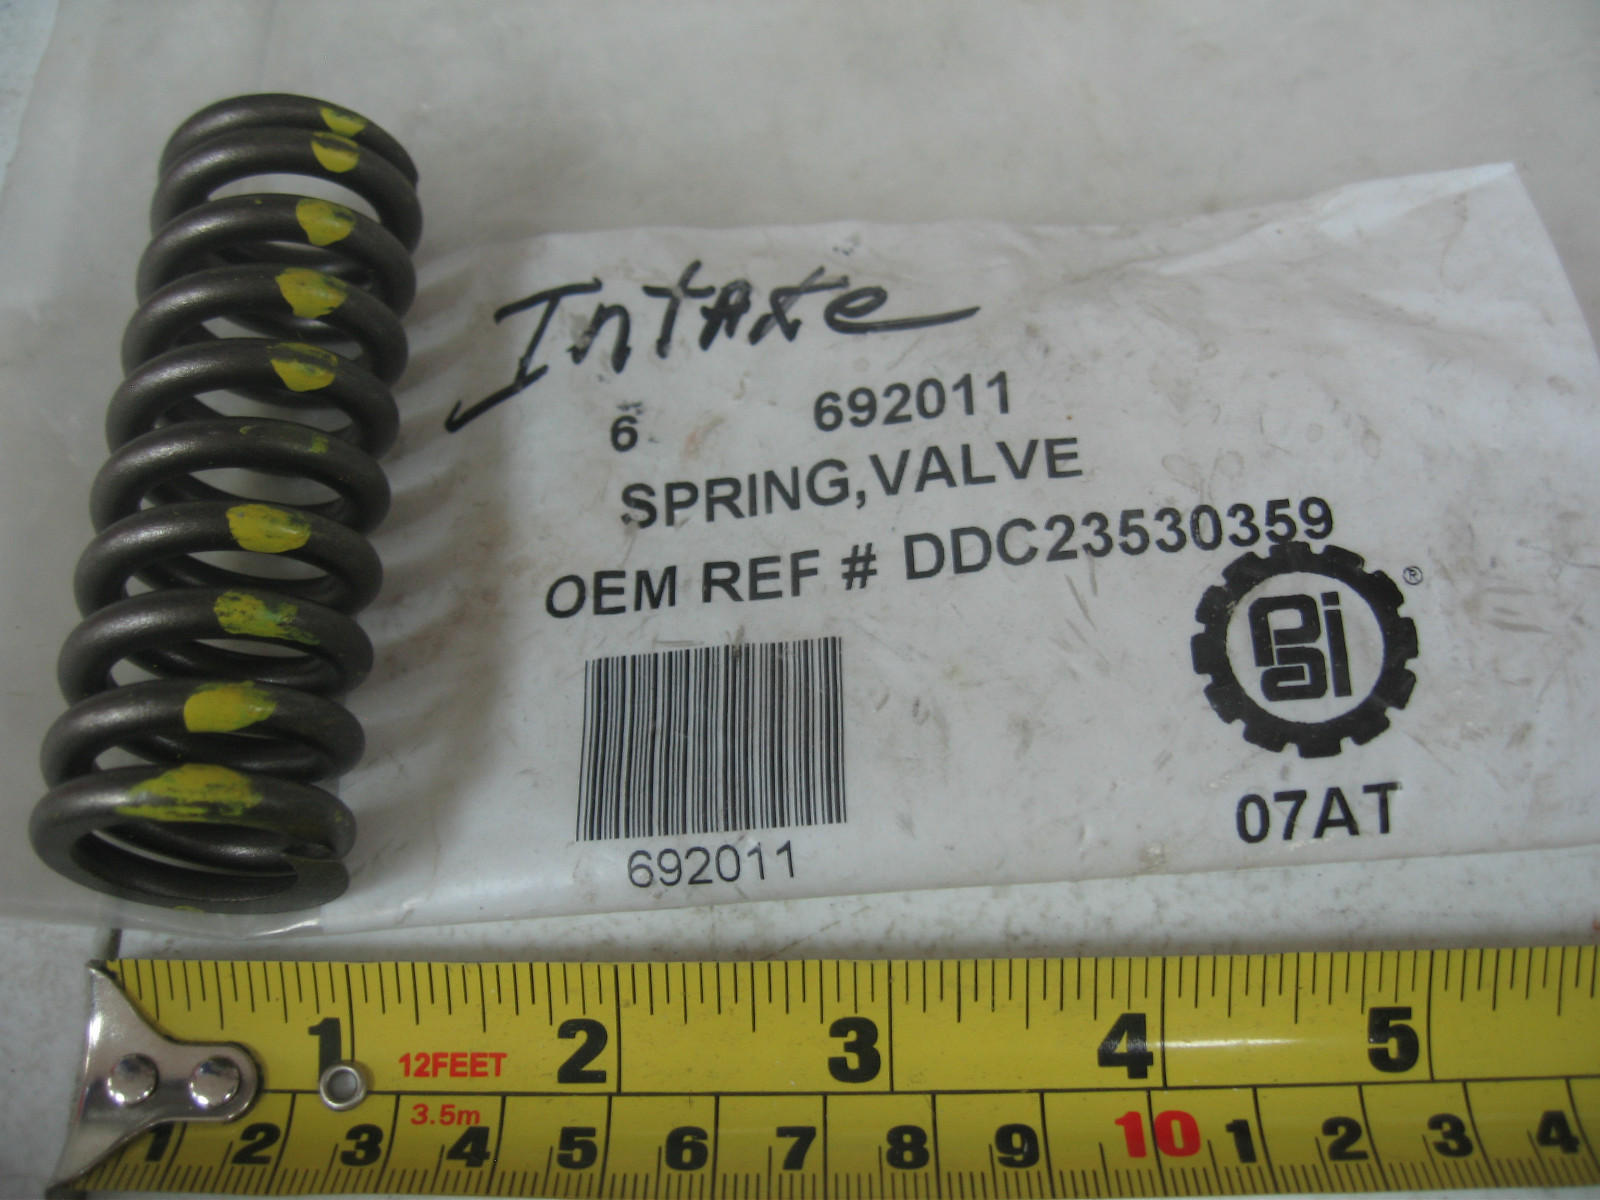 Intake
6 692011
SPRING,VALVE
OEM REF # DDC23530359
pai ®
07AT
692011
1 2 3 4 5
12FEET
3.5m
1 2 3 4 5 6 7 8 9 10 1 2 3 4